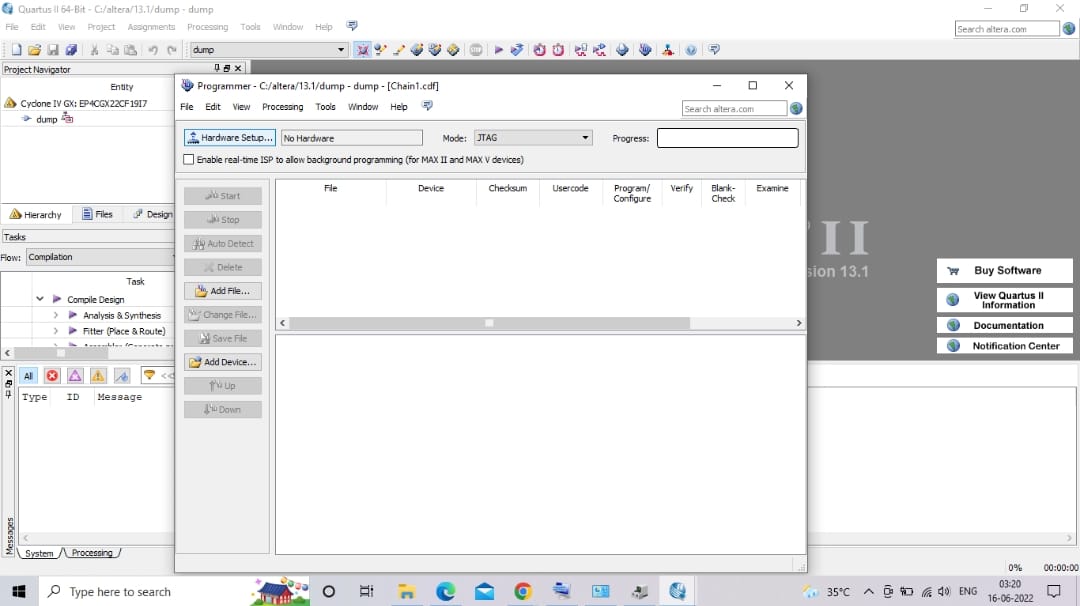 Quartus II 64-Bit - C:/altera/13.1/dump - dump
File Edit View Project Assignments Processing Tools Window Help
Search altera.com
dump
Project Navigator
Entity
Cyclone IV GX: EP4CGX22CF19I7
dump
Hierarchy Files Design
Tasks
Flow: Compilation
Task
Compile Design
Analysis & Synthesis
Fitter (Place & Route)
Programmer - C:/altera/13.1/dump - dump - [Chain1.cdf]
File Edit View Processing Tools Window Help
Search altera.com
Hardware Setup... No Hardware Mode: JTAG Progress:
Enable real-time ISP to allow background programming (for MAX II and MAX V devices)
File Device Checksum Usercode Program/ Verify Blank- Examine
Configure Check
Start
Stop
Auto Detect
Delete
Add File...
Change File...
Save File
Add Device...
Up
Down
II
sion 13.1
Buy Software
View Quartus II
Information
Documentation
Notification Center
All <<
Type ID Message
Messages
System Processing
0% 00:00:00
Type here to search
35°C ENG 03:20
16-06-2022